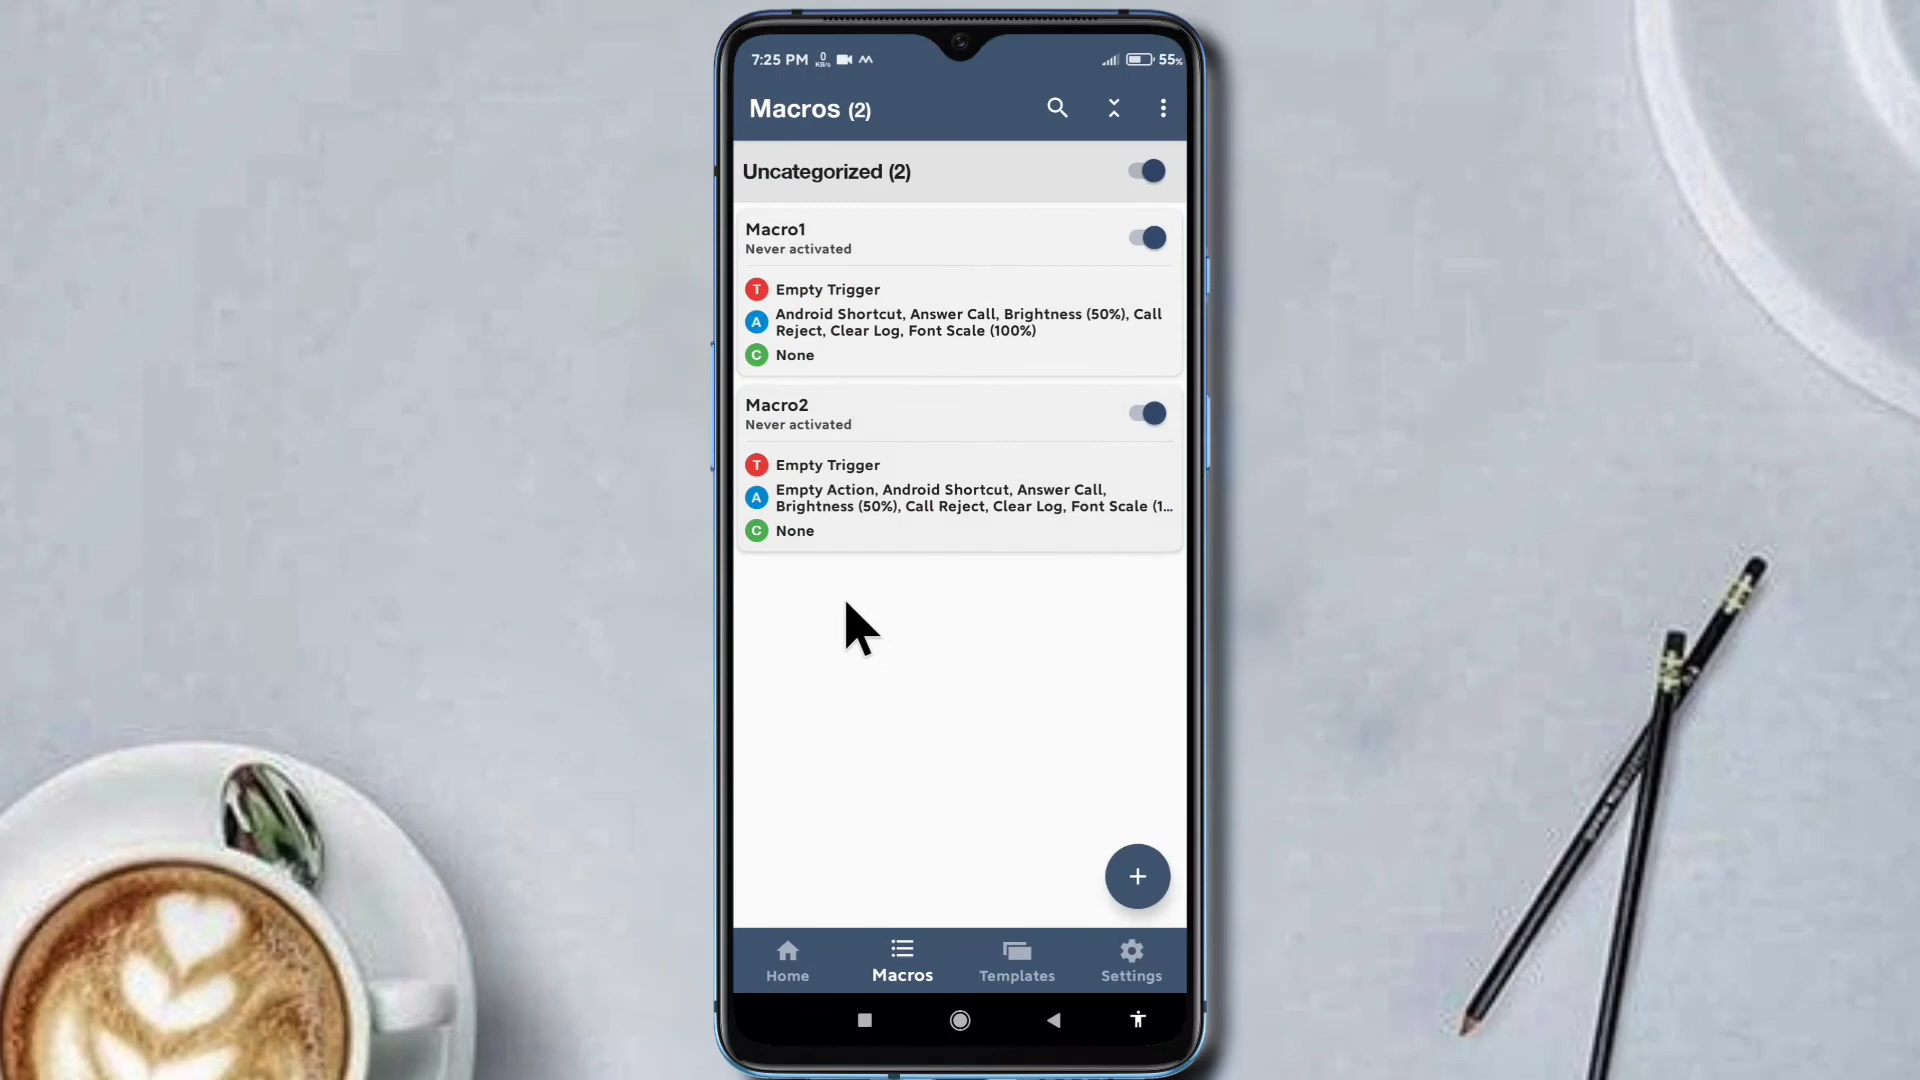 7:25 PM 0 KB/s 55%
Macros (2)
Uncategorized (2)
Macro1
Never activated
T Empty Trigger
A Android Shortcut, Answer Call, Brightness (50%), Call
Reject, Clear Log, Font Scale (100%)
C None
Macro2
Never activated
T Empty Trigger
A Empty Action, Android Shortcut, Answer Call,
Brightness (50%), Call Reject, Clear Log, Font Scale (1...
C None
+
Home Macros Templates Settings